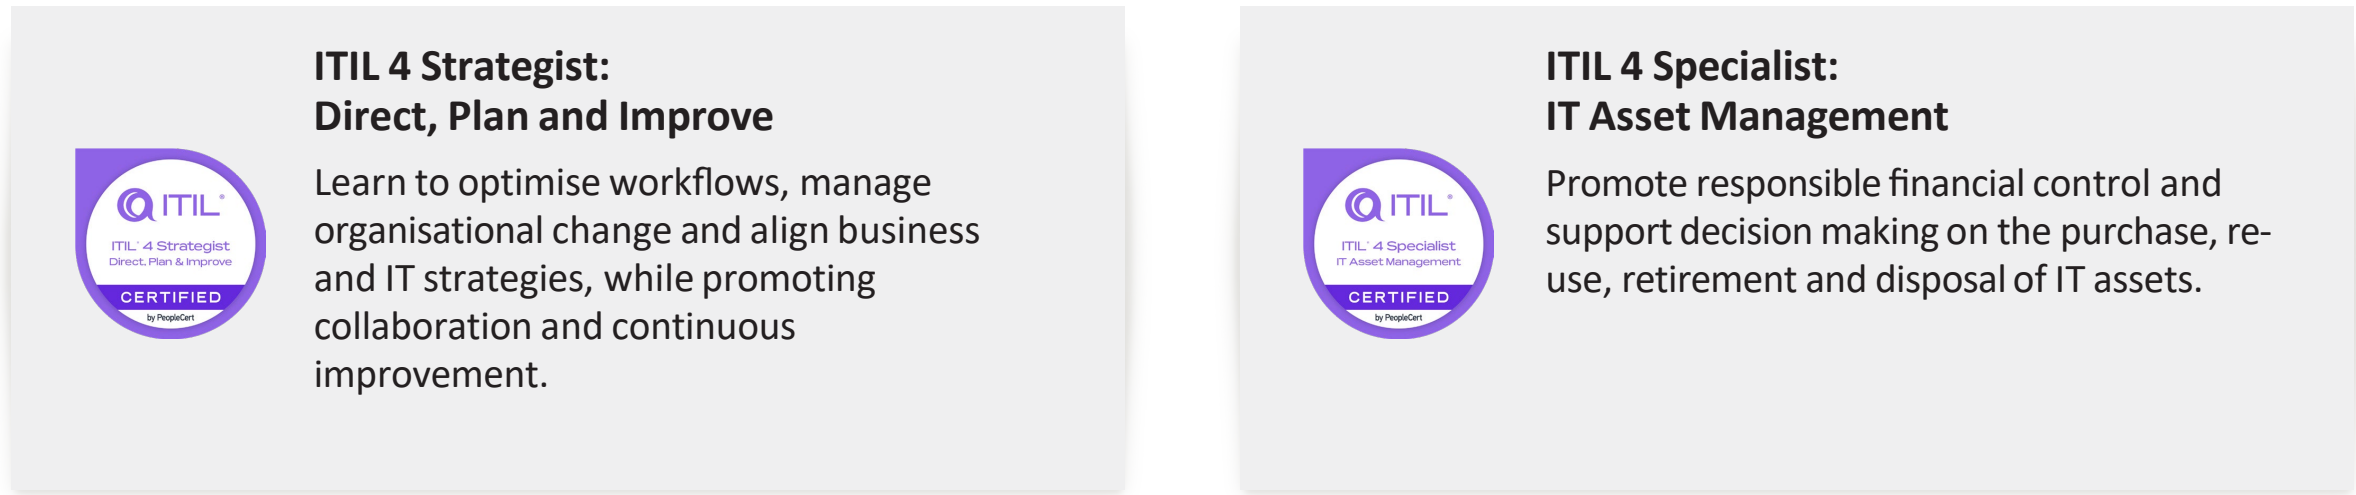 ITIL 4 Strategist:
Direct, Plan and Improve
Learn to optimise workflows, manage
organisational change and align business
and IT strategies, while promoting
collaboration and continuous
improvement.
ITIL®
ITIL® 4 Strategist
Direct, Plan & Improve
CERTIFIED
by PeopleCert
ITIL 4 Specialist:
IT Asset Management
Promote responsible financial control and
support decision making on the purchase, re-
use, retirement and disposal of IT assets.
ITIL®
ITIL® 4 Specialist
IT Asset Management
CERTIFIED
by PeopleCert